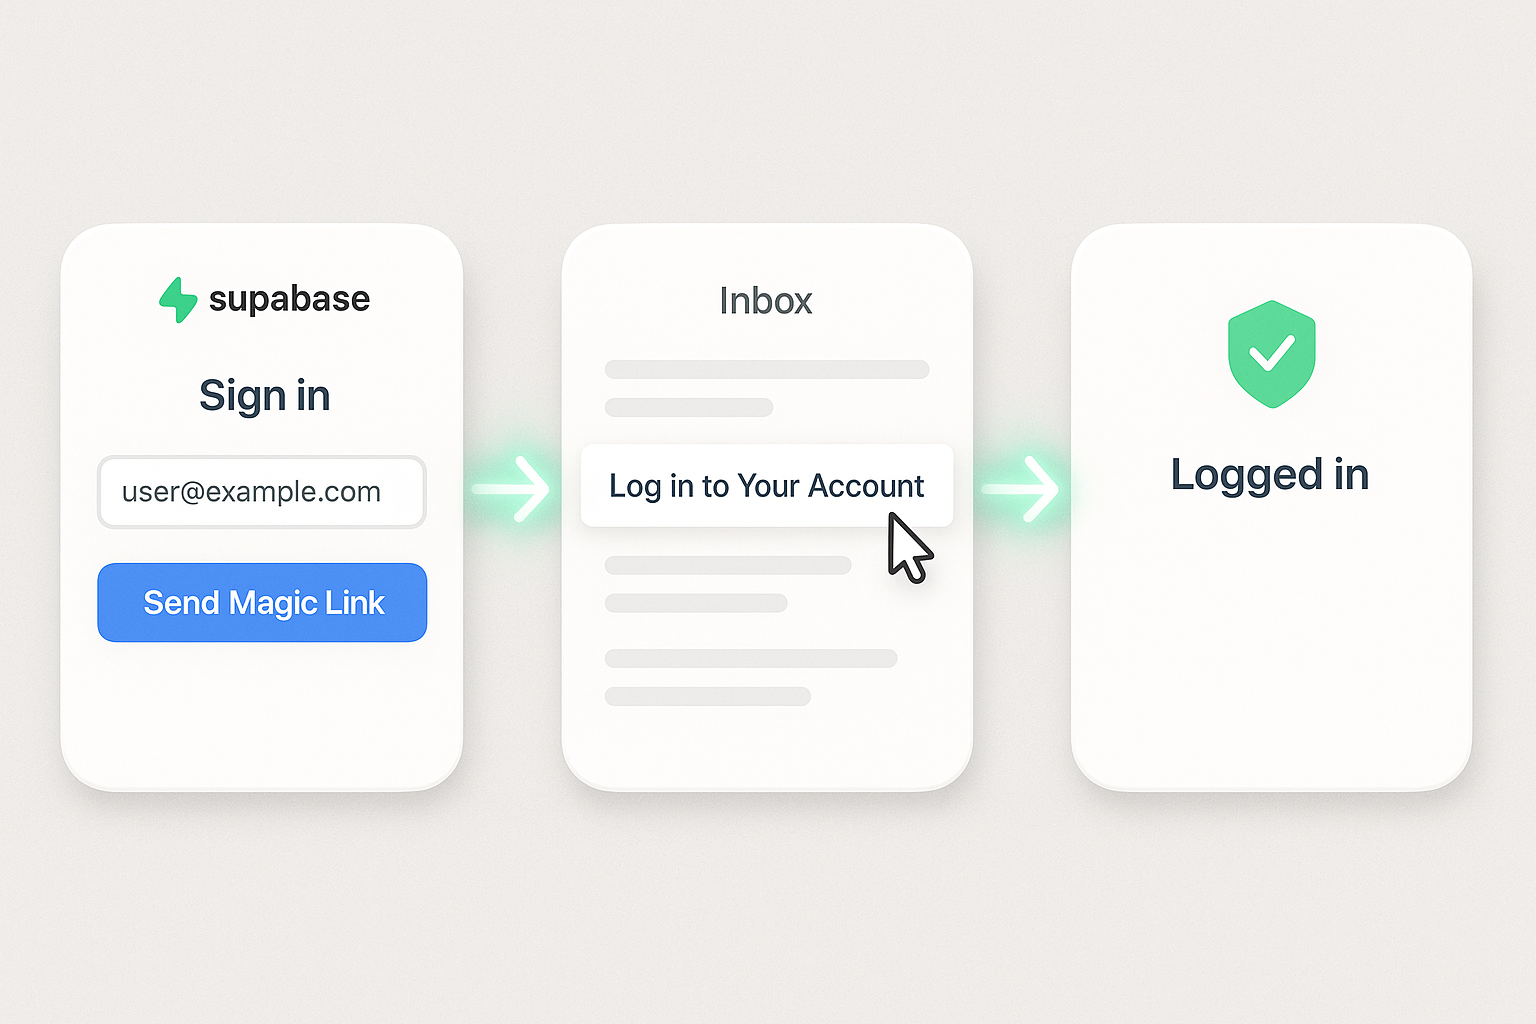 supabase
Sign in
user@example.com
Send Magic Link
Inbox
Log in to Your Account
Logged in